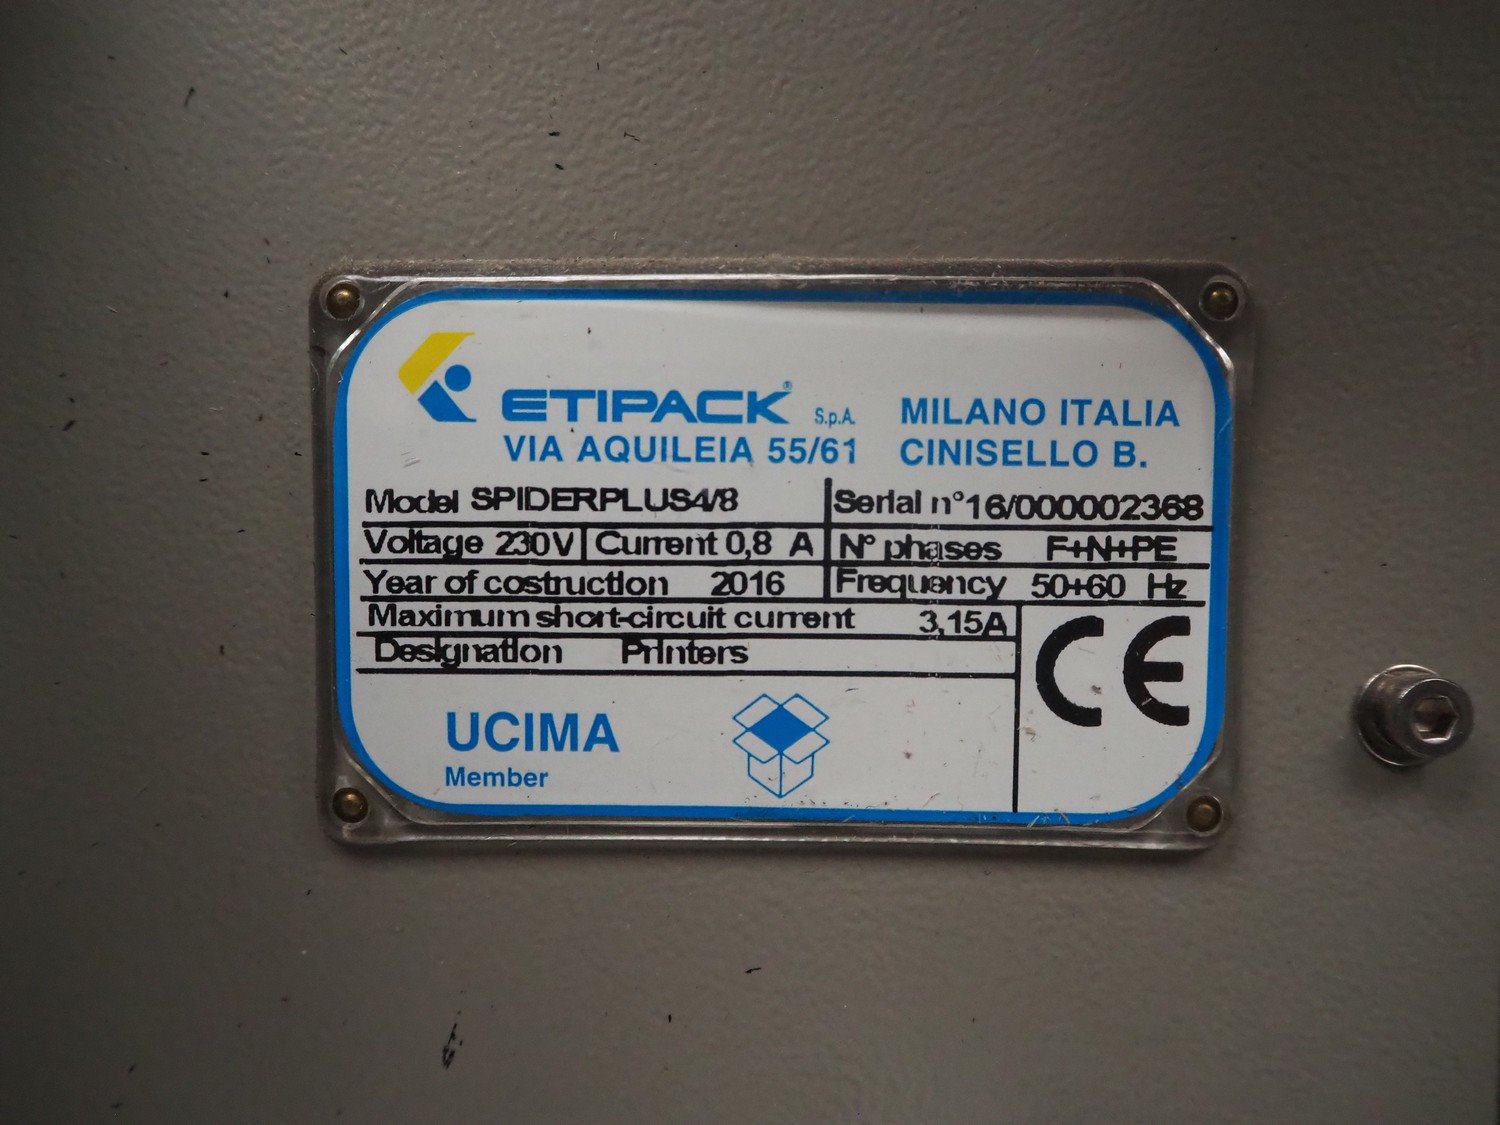 ETIPACK® S.p.A. MILANO ITALIA
VIA AQUILEIA 55/61 CINISELLO B.
Model SPIDERPLUS4/8 Serial n°16/000002368
Voltage 230V Current 0,8 A N° phases F+N+PE
Year of costruction 2016 Frequency 50+60 Hz
Maximum short-circuit current 3,15A
Designation Printers
CE
UCIMA
Member